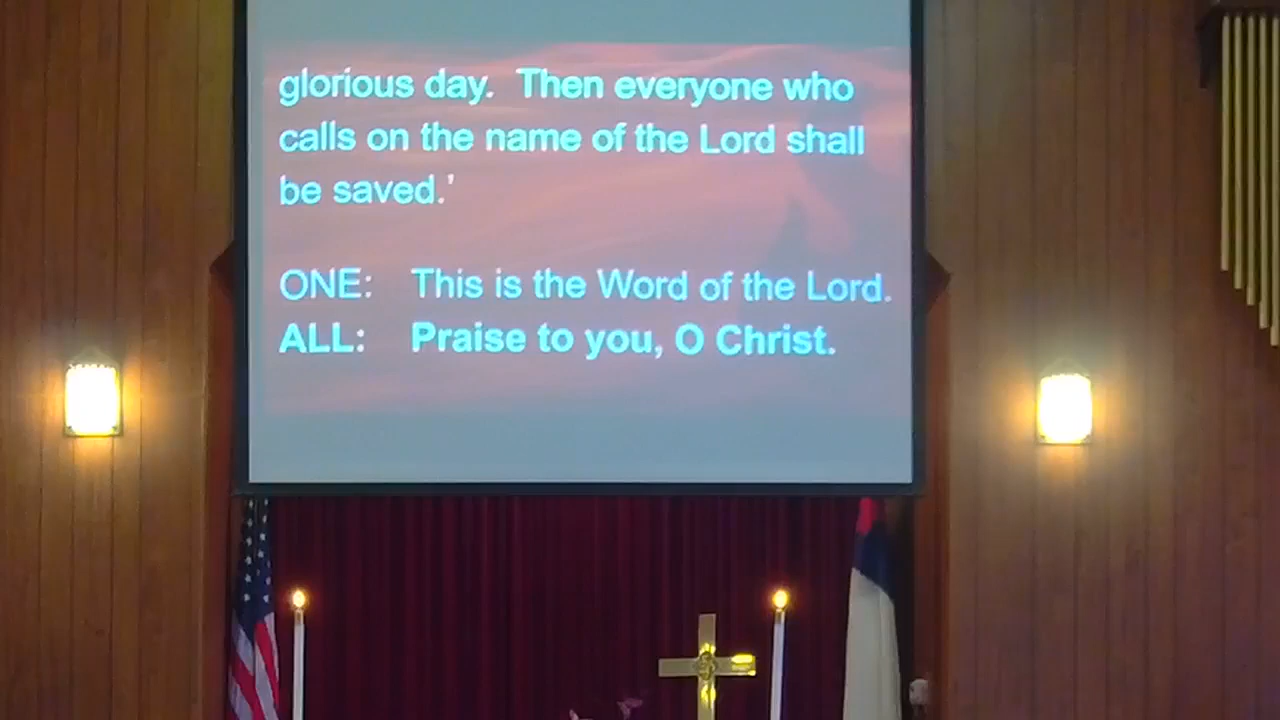 glorious day. Then everyone who
calls on the name of the Lord shall
be saved.'
ONE: This is the Word of the Lord.
ALL: Praise to you, O Christ.